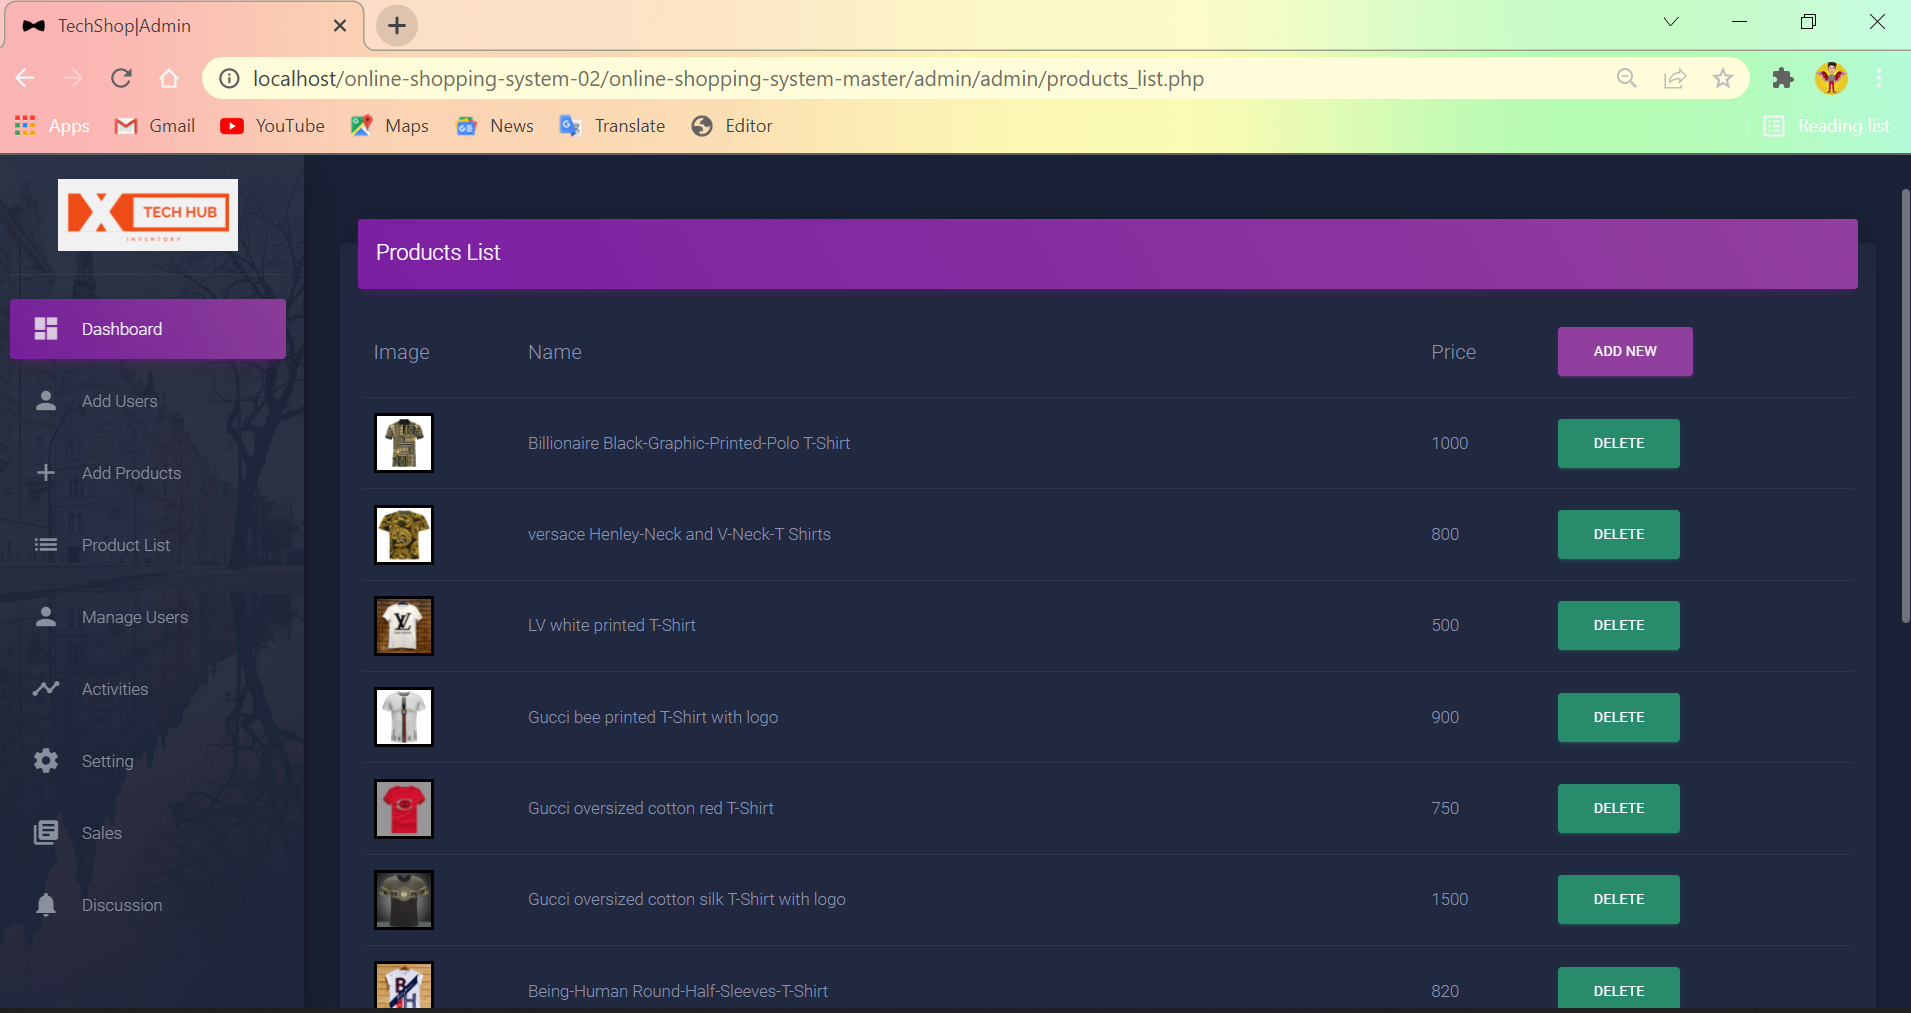 TechShop|Admin
localhost/online-shopping-system-02/online-shopping-system-master/admin/admin/products_list.php
Apps Gmail YouTube Maps News Translate Editor Reading list
X TECH HUB
INVENTORY
Products List
Dashboard
Image Name Price ADD NEW
Add Users
Billionaire Black-Graphic-Printed-Polo T-Shirt 1000 DELETE
Add Products
versace Henley-Neck and V-Neck-T Shirts 800 DELETE
Product List
Manage Users
LV
LV white printed T-Shirt 500 DELETE
Activities
Gucci bee printed T-Shirt with logo 900 DELETE
Setting
Gucci oversized cotton red T-Shirt 750 DELETE
Sales
Gucci oversized cotton silk T-Shirt with logo 1500 DELETE
Discussion
B
H
Being-Human Round-Half-Sleeves-T-Shirt 820 DELETE